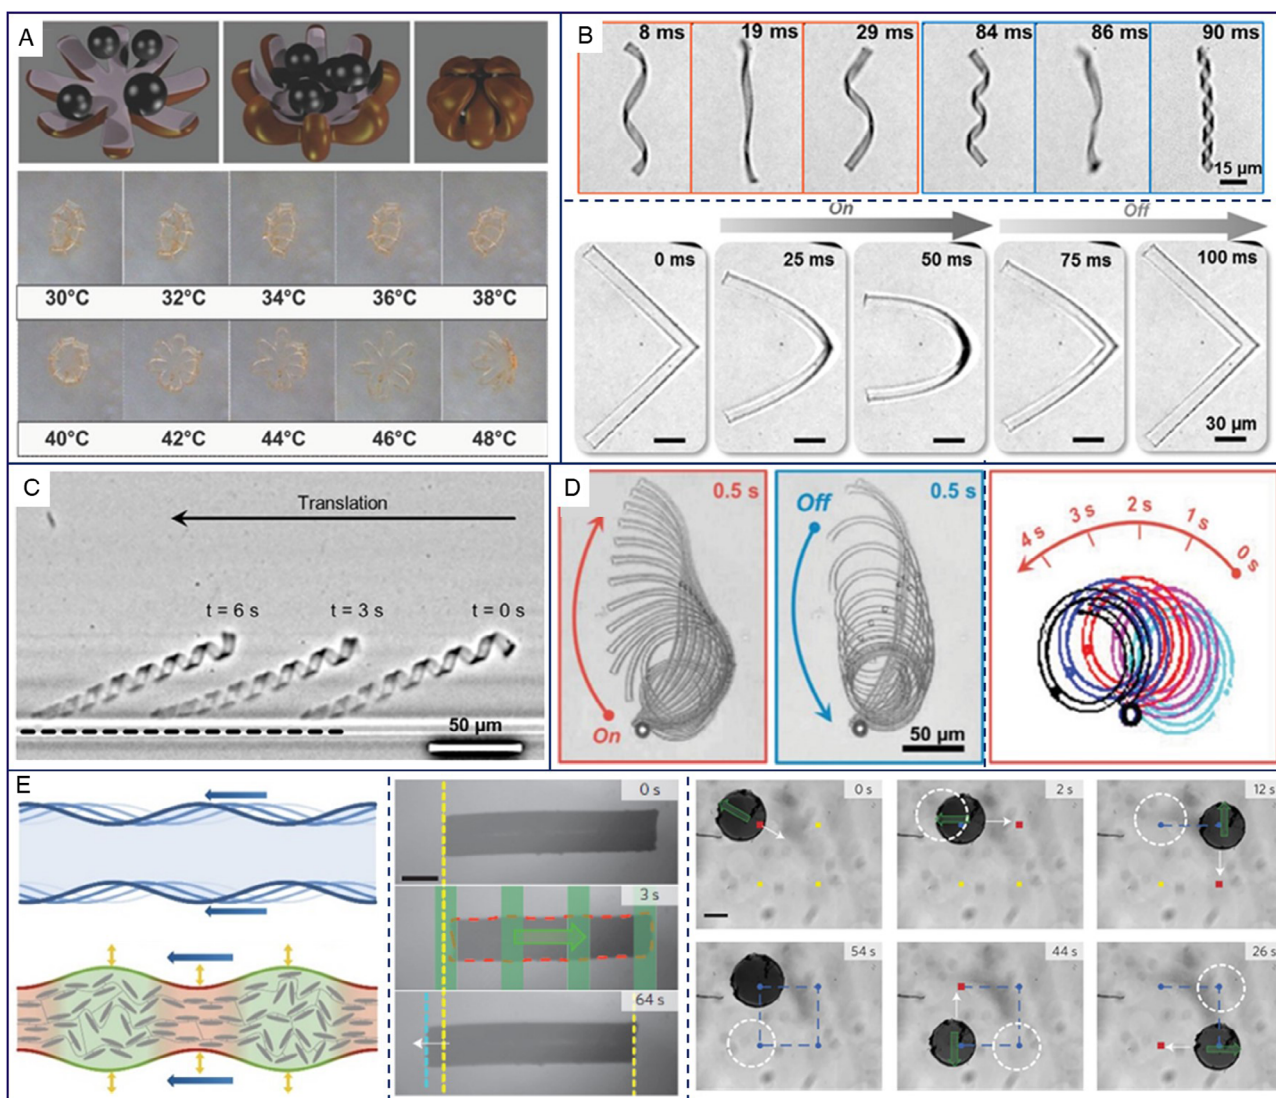 A
30°C 32°C 34°C 36°C 38°C
40°C 42°C 44°C 46°C 48°C
B
8 ms 19 ms 29 ms 84 ms 86 ms 90 ms
15 µm
On Off
0 ms 25 ms 50 ms 75 ms 100 ms
30 µm
C
Translation
t = 6 s t = 3 s t = 0 s
50 µm
D
0.5 s
On
Off
0.5 s
50 µm
4 s 3 s 2 s 1 s 0 s
E
0 s
3 s
64 s
0 s 2 s 12 s
54 s 44 s 26 s